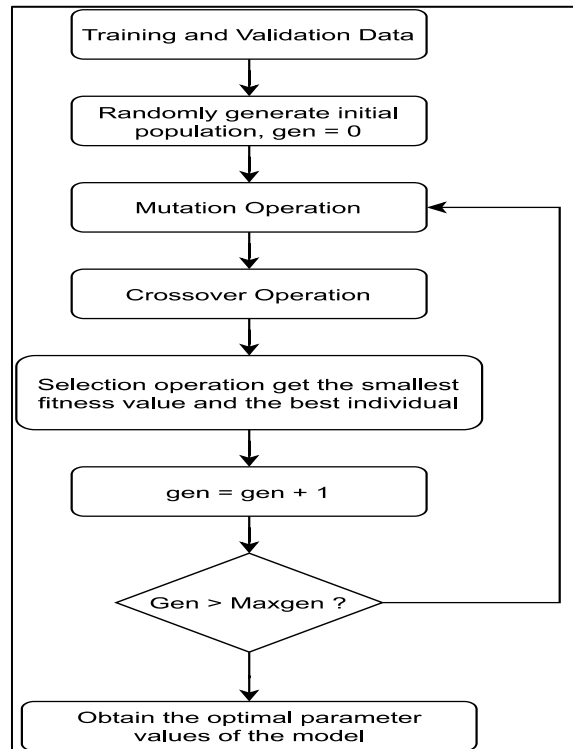 Training and Validation Data
Randomly generate initial
population, gen = 0
Mutation Operation
Crossover Operation
Selection operation get the smallest
fitness value and the best individual
gen = gen + 1
Gen > Maxgen ?
Obtain the optimal parameter
values of the model